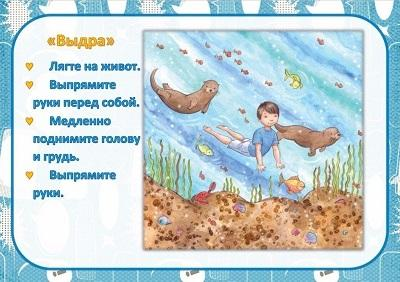 «Выдра»
Лягте на живот.
Выпрямите
руки перед собой.
Медленно
поднимите голову
и грудь.
Выпрямите
руки.